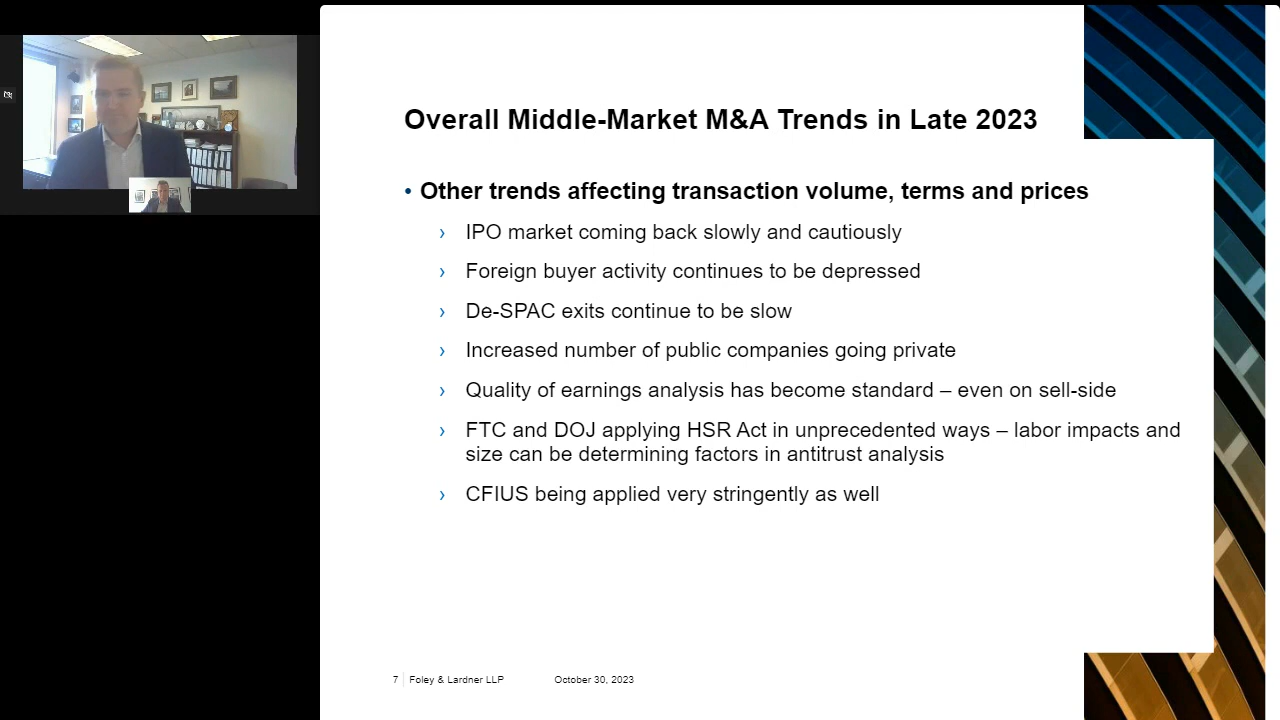 Overall Middle-Market M&A Trends in Late 2023
• Other trends affecting transaction volume, terms and prices
› IPO market coming back slowly and cautiously
› Foreign buyer activity continues to be depressed
› De-SPAC exits continue to be slow
› Increased number of public companies going private
› Quality of earnings analysis has become standard – even on sell-side
› FTC and DOJ applying HSR Act in unprecedented ways – labor impacts and
size can be determining factors in antitrust analysis
› CFIUS being applied very stringently as well
7 Foley & Lardner LLP October 30, 2023